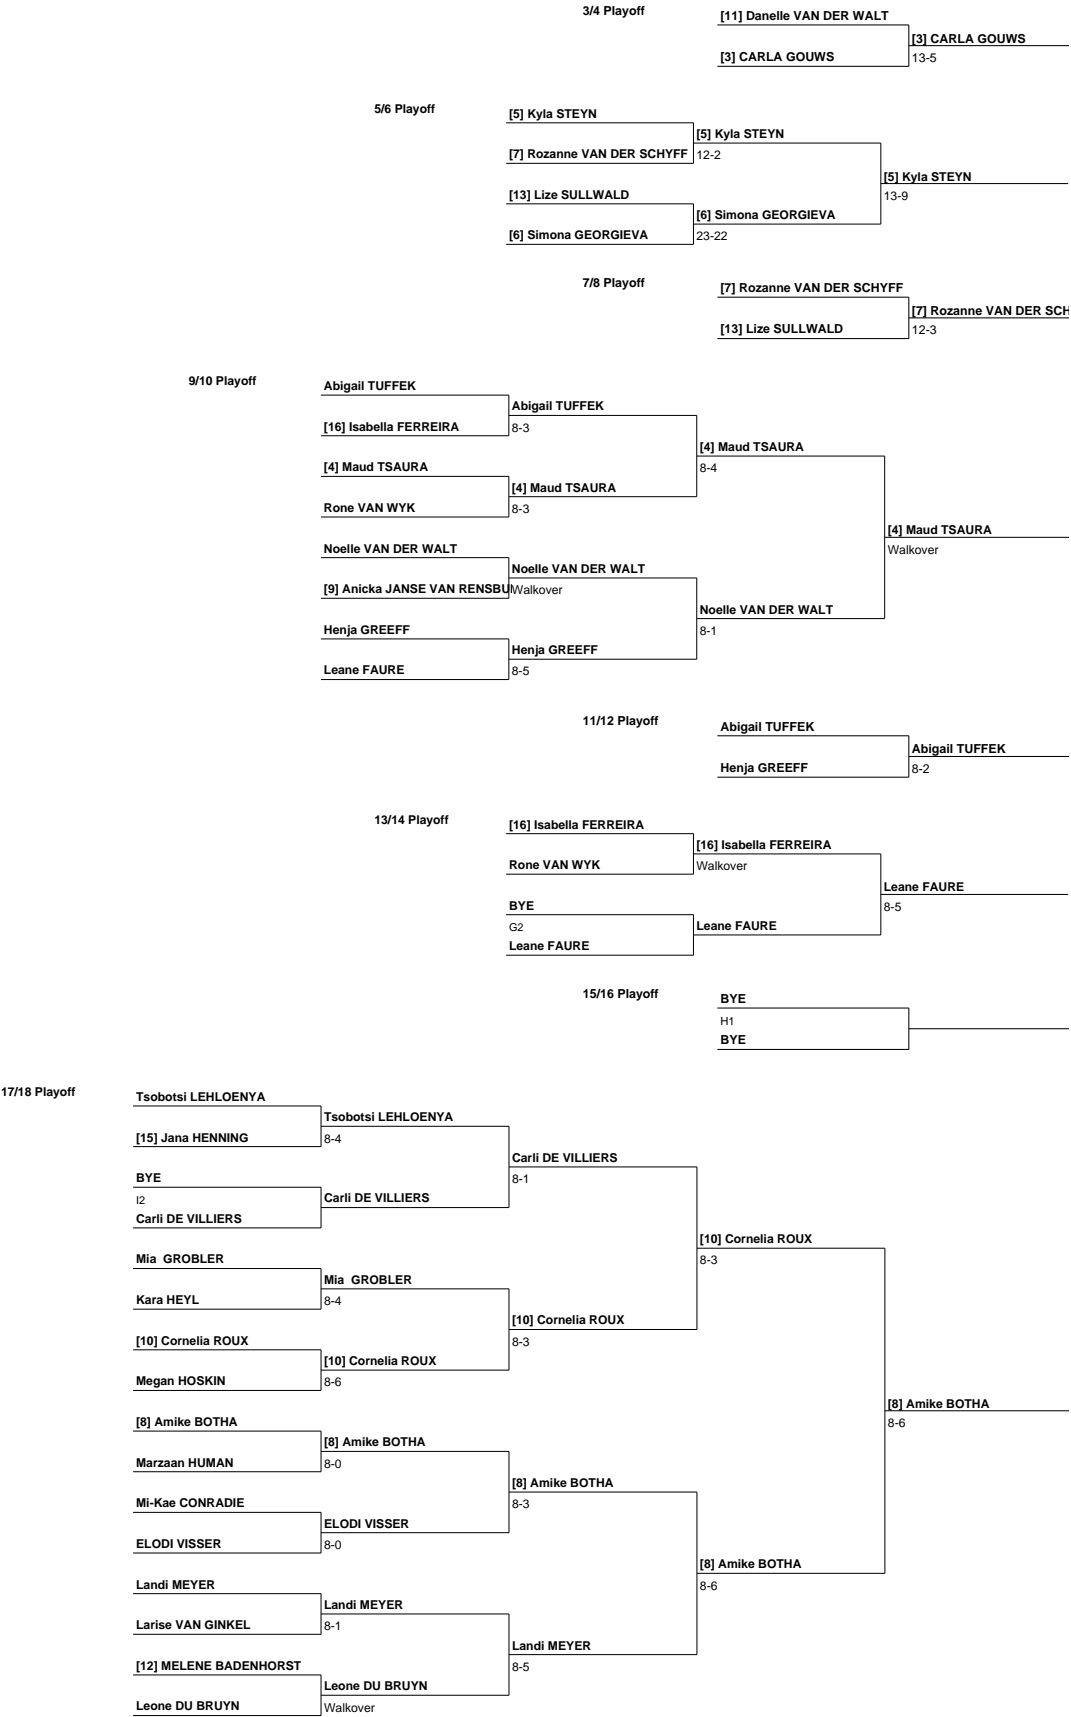 3/4 Playoff
[11] Danelle VAN DER WALT
[3] CARLA GOUWS
[3] CARLA GOUWS
13-5
5/6 Playoff
[5] Kyla STEYN
[5] Kyla STEYN
[7] Rozanne VAN DER SCHYFF
12-2
[5] Kyla STEYN
13-9
[13] Lize SULLWALD
[6] Simona GEORGIEVA
[6] Simona GEORGIEVA
23-22
7/8 Playoff
[7] Rozanne VAN DER SCHYFF
[7] Rozanne VAN DER SCH
[13] Lize SULLWALD
12-3
9/10 Playoff
Abigail TUFFEK
Abigail TUFFEK
[16] Isabella FERREIRA
8-3
[4] Maud TSAURA
8-4
[4] Maud TSAURA
[4] Maud TSAURA
Rone VAN WYK
8-3
[4] Maud TSAURA
Walkover
Noelle VAN DER WALT
Noelle VAN DER WALT
[9] Anicka JANSE VAN RENSBU
Walkover
Noelle VAN DER WALT
8-1
Henja GREEFF
Henja GREEFF
Leane FAURE
8-5
11/12 Playoff
Abigail TUFFEK
Abigail TUFFEK
Henja GREEFF
8-2
13/14 Playoff
[16] Isabella FERREIRA
[16] Isabella FERREIRA
Rone VAN WYK
Walkover
Leane FAURE
8-5
BYE
G2
Leane FAURE
Leane FAURE
15/16 Playoff
BYE
H1
BYE
17/18 Playoff
Tsobotsi LEHLOENYA
Tsobotsi LEHLOENYA
[15] Jana HENNING
8-4
Carli DE VILLIERS
8-1
BYE
I2
Carli DE VILLIERS
Carli DE VILLIERS
[10] Cornelia ROUX
8-3
Mia  GROBLER
Mia  GROBLER
Kara HEYL
8-4
[10] Cornelia ROUX
8-3
[10] Cornelia ROUX
[10] Cornelia ROUX
Megan HOSKIN
8-6
[8] Amike BOTHA
8-6
[8] Amike BOTHA
[8] Amike BOTHA
Marzaan HUMAN
8-0
[8] Amike BOTHA
8-3
Mi-Kae CONRADIE
ELODI VISSER
ELODI VISSER
8-0
[8] Amike BOTHA
8-6
Landi MEYER
Landi MEYER
Larise VAN GINKEL
8-1
Landi MEYER
8-5
[12] MELENE BADENHORST
Leone DU BRUYN
Leone DU BRUYN
Walkover